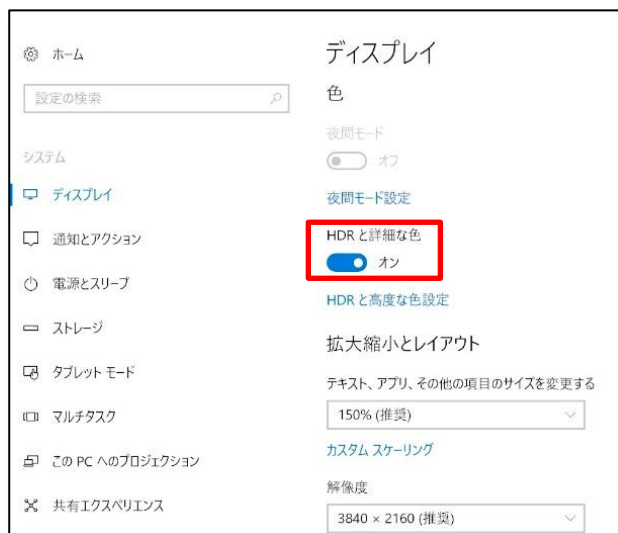 ホーム
設定の検索
システム
ディスプレイ
通知とアクション
電源とスリープ
ストレージ
タブレット モード
マルチタスク
この PC へのプロジェクション
共有エクスペリエンス
ディスプレイ
色
夜間モード
オフ
夜間モード設定
HDR と詳細な色
オン
HDR と高度な色設定
拡大縮小とレイアウト
テキスト、アプリ、その他の項目のサイズを変更する
150% (推奨)
カスタム スケーリング
解像度
3840 × 2160 (推奨)